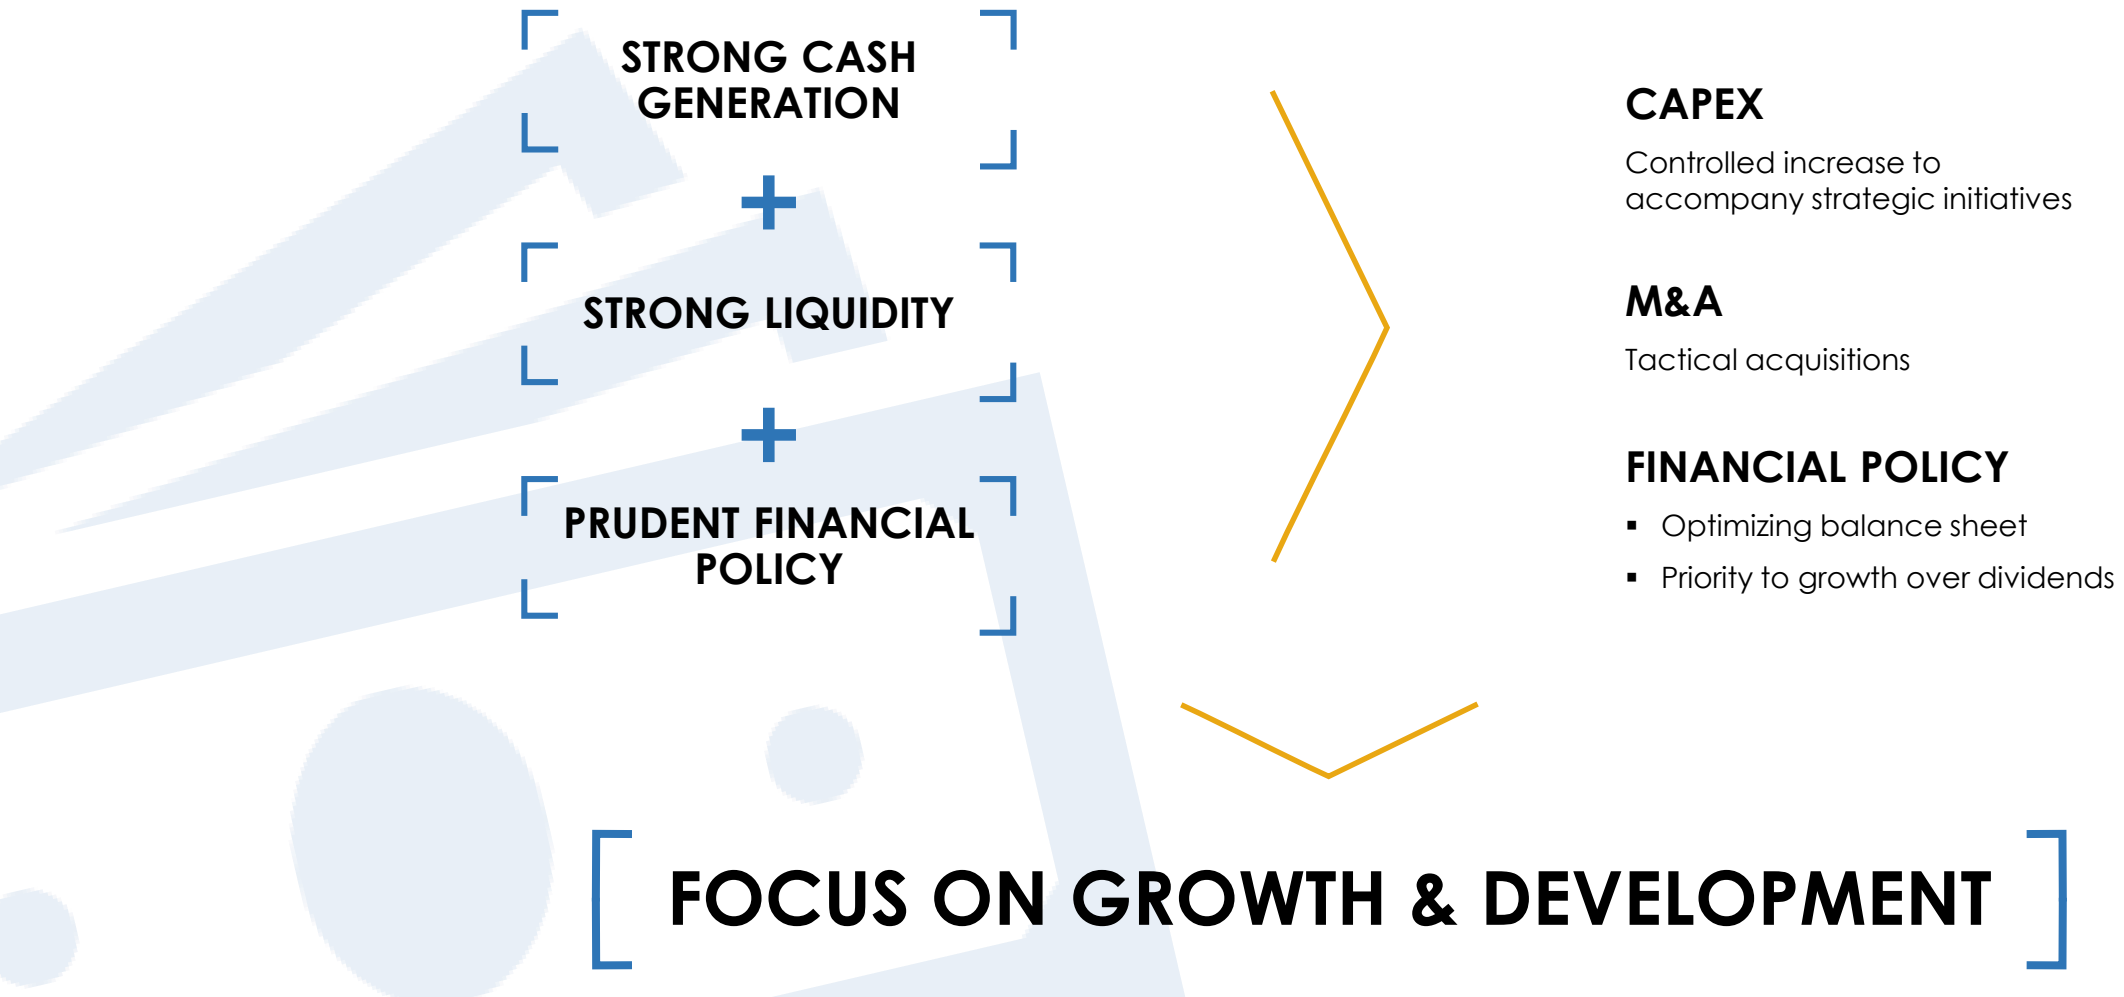 STRONG CASH
GENERATION
+
STRONG LIQUIDITY
+
PRUDENT FINANCIAL
POLICY
CAPEX
Controlled increase to
accompany strategic initiatives
M&A
Tactical acquisitions
FINANCIAL POLICY
▪ Optimizing balance sheet
▪ Priority to growth over dividends
FOCUS ON GROWTH & DEVELOPMENT